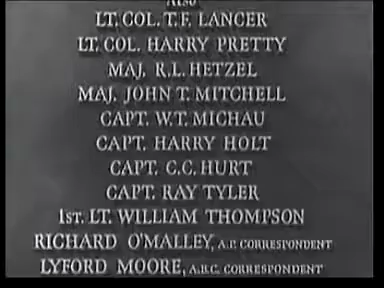 ALSO
LT. COL. T.F. LANCER
LT. COL. HARRY PRETTY
MAJ. R.L. HETZEL
MAJ. JOHN T. MITCHELL
CAPT. W.T. MICHAU
CAPT. HARRY HOLT
CAPT. C.C. HURT
CAPT. RAY TYLER
1ST. LT. WILLIAM THOMPSON
RICHARD O'MALLEY, A.P. CORRESPONDENT
LYFORD MOORE, A.B.C. CORRESPONDENT